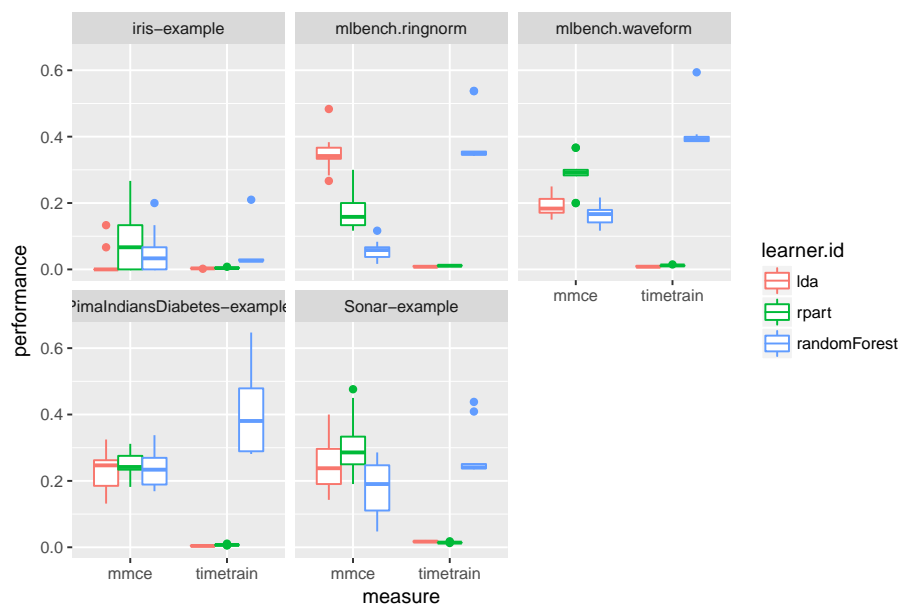 iris-example
mlbench.ringnorm
mlbench.waveform
0.6
0.4
0.2
0.0
mmce
timetrain
PimaIndiansDiabetes-example
Sonar-example
0.6
0.4
0.2
0.0
mmce
timetrain
mmce
timetrain
measure
performance
learner.id
lda
rpart
randomForest